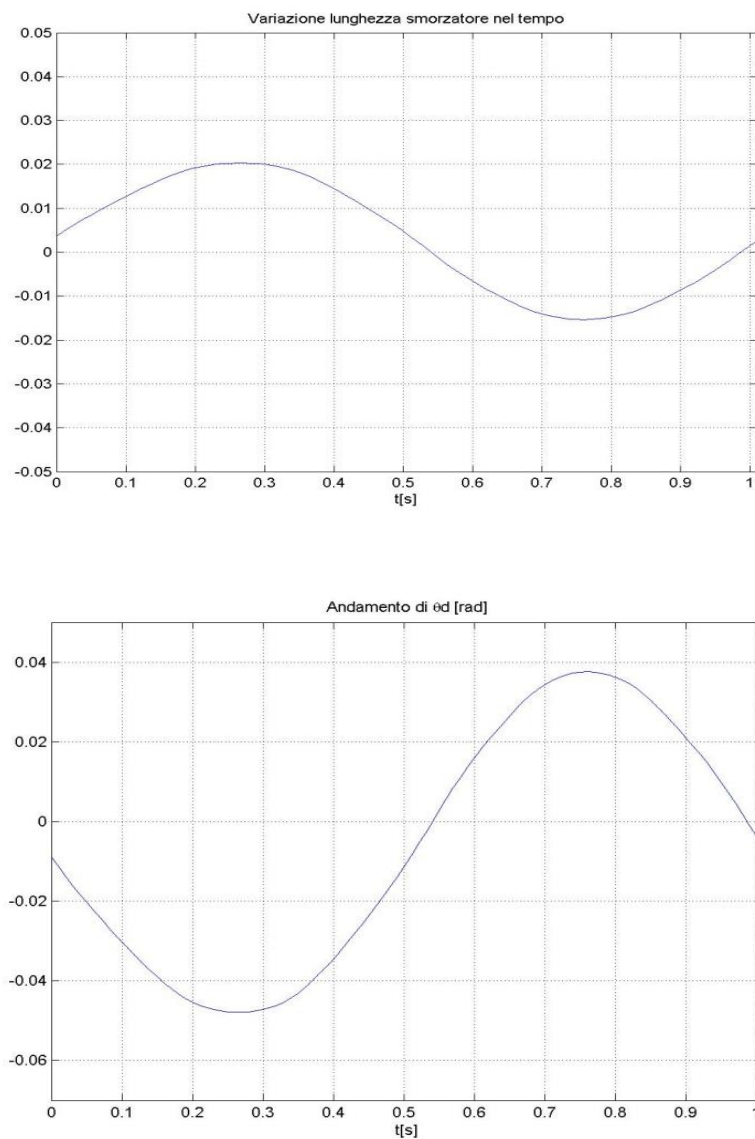 Variazione lunghezza smorzatore nel tempo
0.05
0.04
0.03
0.02
0.01
0
-0.01
-0.02
-0.03
-0.04
-0.05
0 0.1 0.2 0.3 0.4 0.5 0.6 0.7 0.8 0.9 1
t[s]
Andamento di θd [rad]
0.04
0.02
0
-0.02
-0.04
-0.06
0 0.1 0.2 0.3 0.4 0.5 0.6 0.7 0.8 0.9 1
t[s]